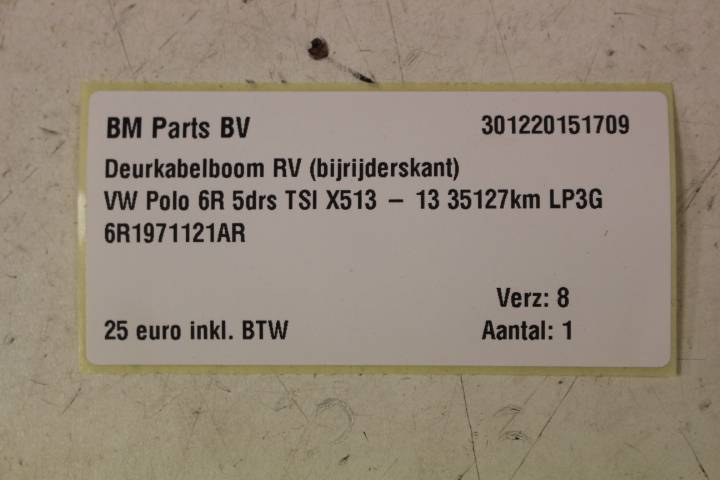 BM Parts BV 301220151709
Deurkabelboom RV (bijrijderskant)
VW Polo 6R 5drs TSI X513 – 13 35127km LP3G
6R1971121AR
Verz: 8
25 euro inkl. BTW Aantal: 1